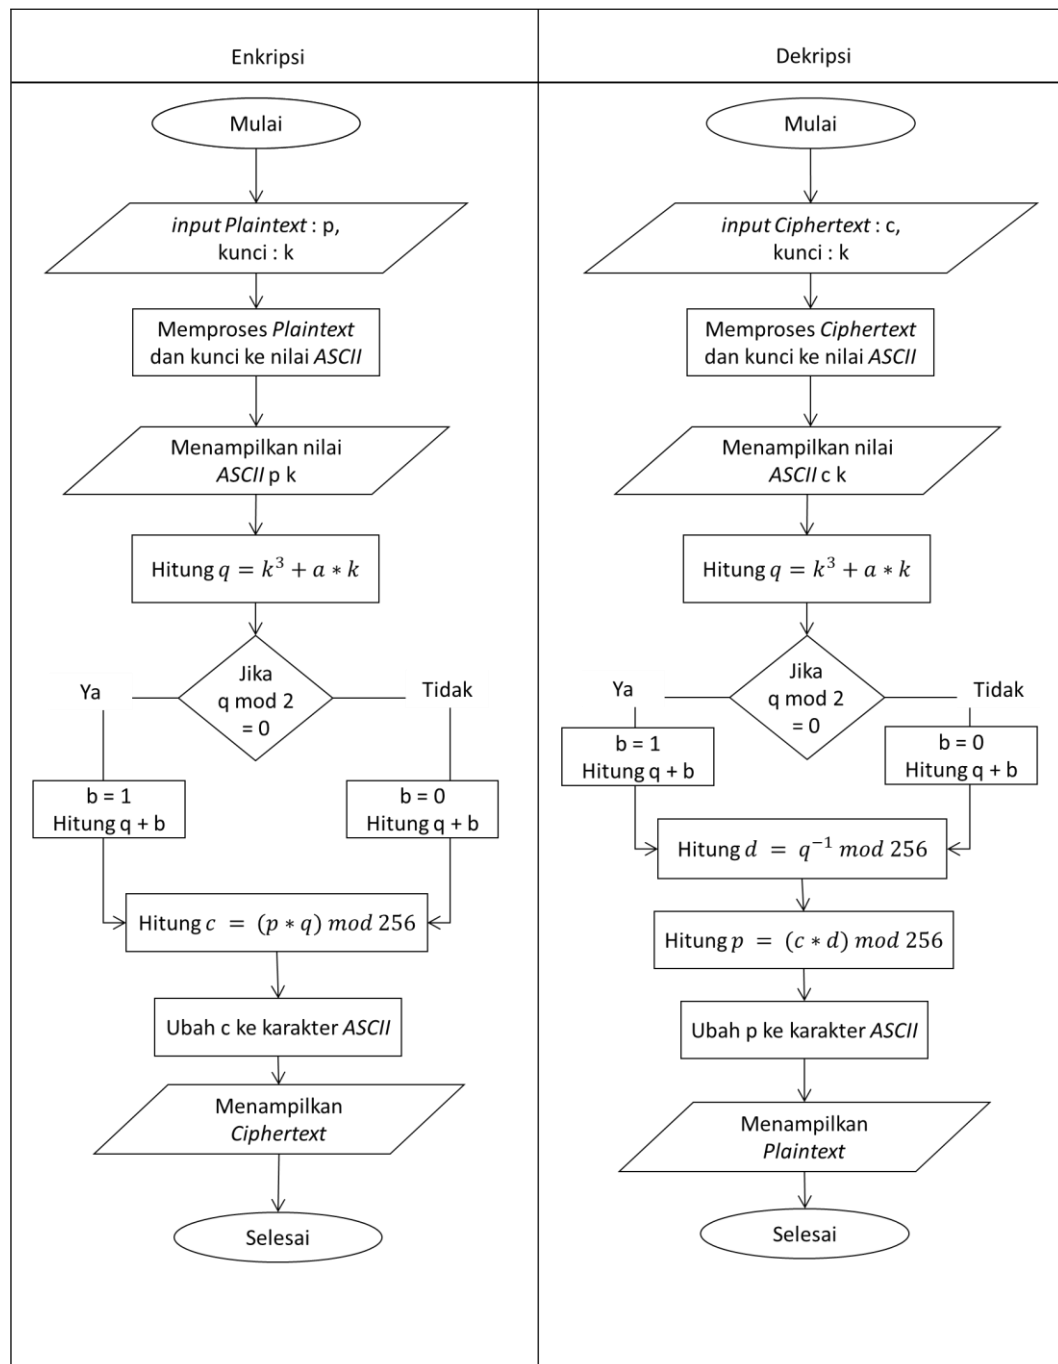 Enkripsi
Mulai
input Plaintext : p,
kunci : k
Memproses Plaintext
dan kunci ke nilai ASCII
Menampilkan nilai
ASCII p k
Hitung q = k³ + a * k
Jika
q mod 2
= 0
Ya
Tidak
b = 1
Hitung q + b
b = 0
Hitung q + b
Hitung c = (p * q) mod 256
Ubah c ke karakter ASCII
Menampilkan
Ciphertext
Selesai
Dekripsi
Mulai
input Ciphertext : c,
kunci : k
Memproses Ciphertext
dan kunci ke nilai ASCII
Menampilkan nilai
ASCII c k
Hitung q = k³ + a * k
Jika
q mod 2
= 0
Ya
Tidak
b = 1
Hitung q + b
b = 0
Hitung q + b
Hitung d = q⁻¹ mod 256
Hitung p = (c * d) mod 256
Ubah p ke karakter ASCII
Menampilkan
Plaintext
Selesai